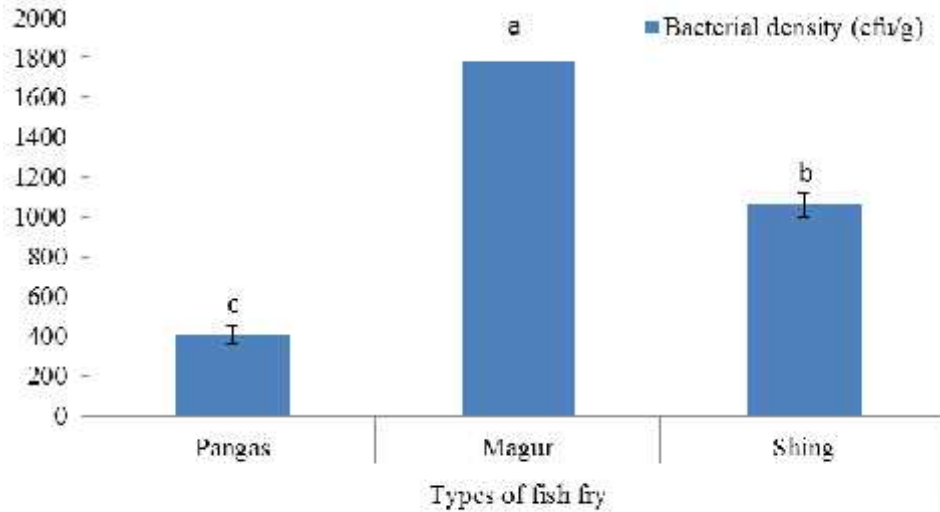 2000
Bacterial density (cfu/g)
a
1800
1600
1400
1200
b
1000
800
600
c
400
200
0
Pangas
Magur
Shing
Types of fish fry